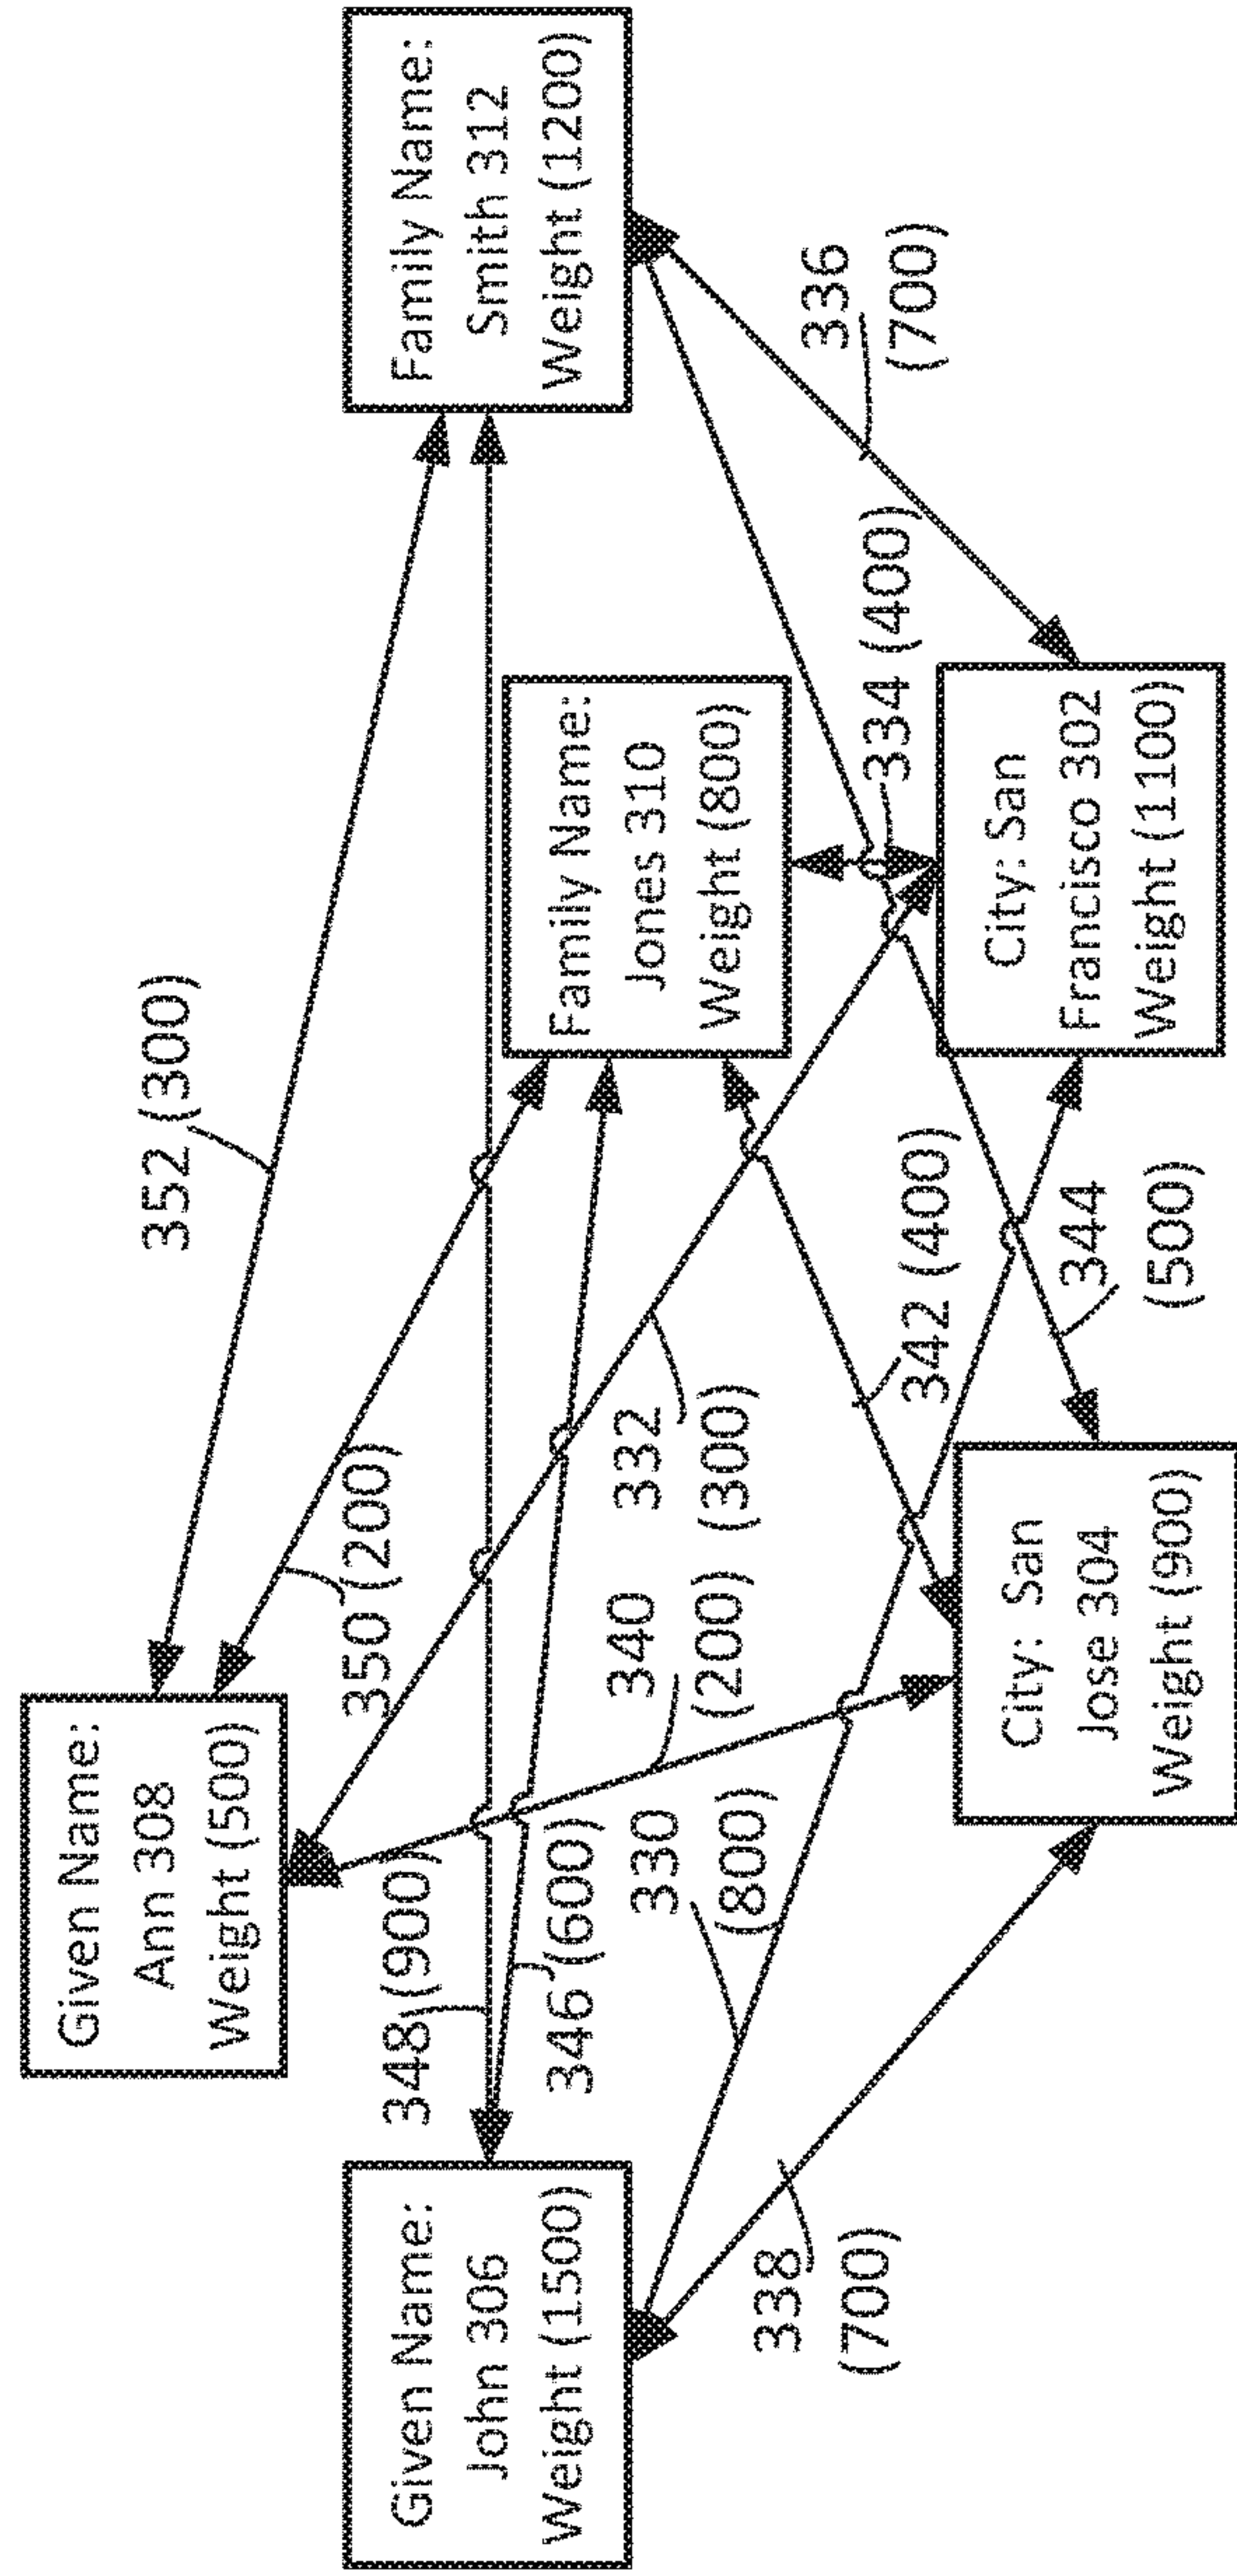 Given Name:
Ann 308
Weight (500)
352 (300)
Given Name:
John 306
Weight (1500)
348 (900)
350 (200)
Family Name:
Smith 312
Weight (1200)
346 (600)
Family Name:
Jones 310
Weight (800)
340
(200)
332
(300)
330
(800)
338
(700)
342 (400)
334 (400)
336
(700)
City: San
Jose 304
Weight (900)
344
(500)
City: San
Francisco 302
Weight (1100)